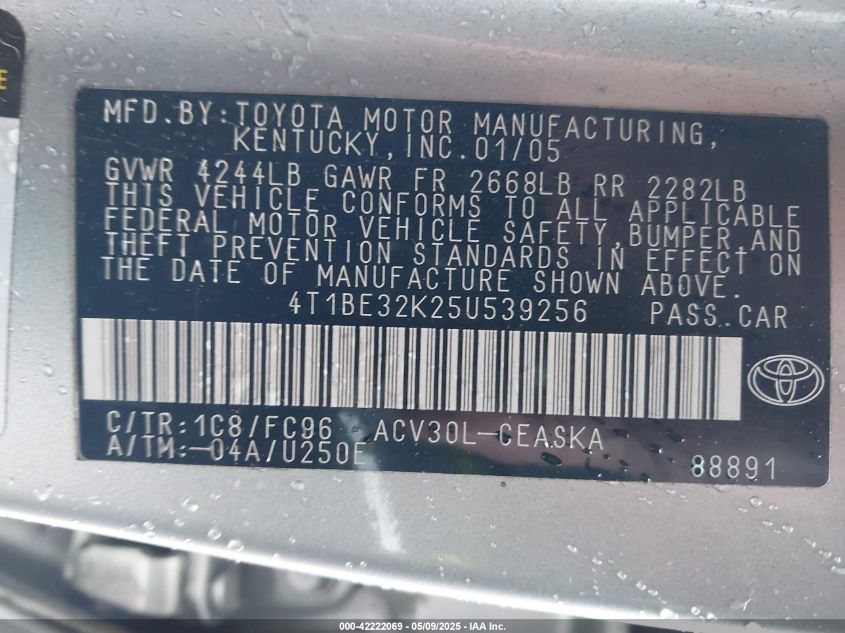 E
MFD.BY:TOYOTA MOTOR MANUFACTURING,
KENTUCKY,INC.01/05
GVWR 4244LB GAWR FR 2668LB RR 2282LB
THIS VEHICLE CONFORMS TO ALL APPLICABLE
FEDERAL MOTOR VEHICLE SAFETY,BUMPER,AND
THEFT PREVENTION STANDARDS IN EFFECT ON
THE DATE OF MANUFACTURE SHOWN ABOVE.
4T1BE32K25U539256 PASS.CAR
C/TR:1C8/FC96 ACV30L-CEASKA
A/TM:-04A/U250E
88891
000-42222069 - 05/09/2025 - IAA Inc.